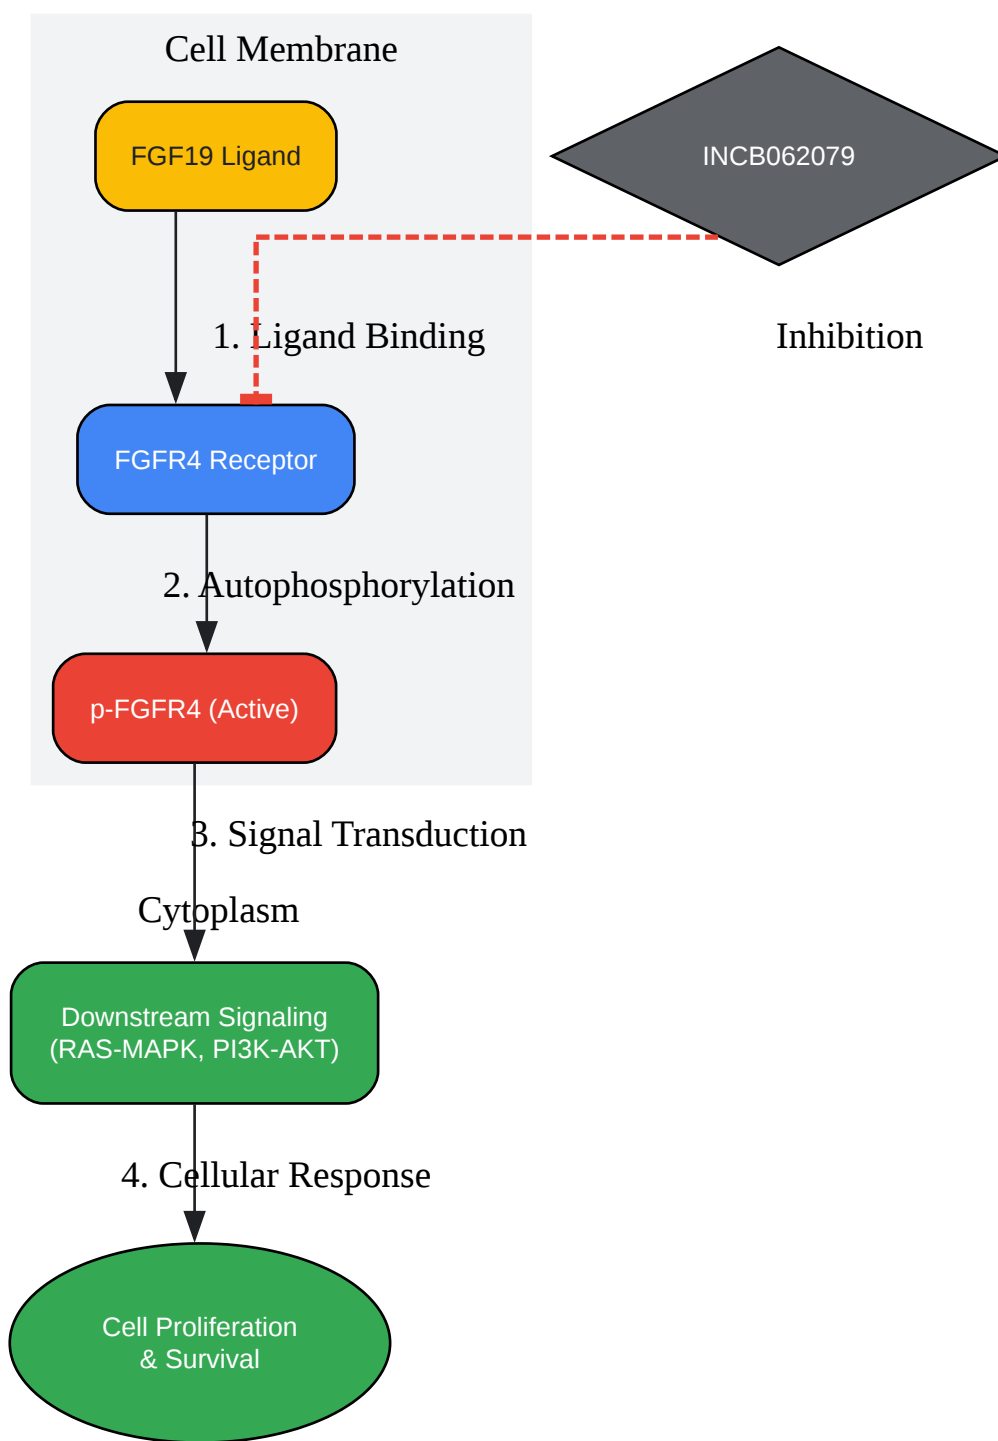 Cell Membrane
FGF19 Ligand
INCB062079
1. Ligand Binding
Inhibition
FGFR4 Receptor
2. Autophosphorylation
p-FGFR4 (Active)
3. Signal Transduction
Cytoplasm
Downstream Signaling
(RAS-MAPK, PI3K-AKT)
4. Cellular Response
Cell Proliferation
& Survival